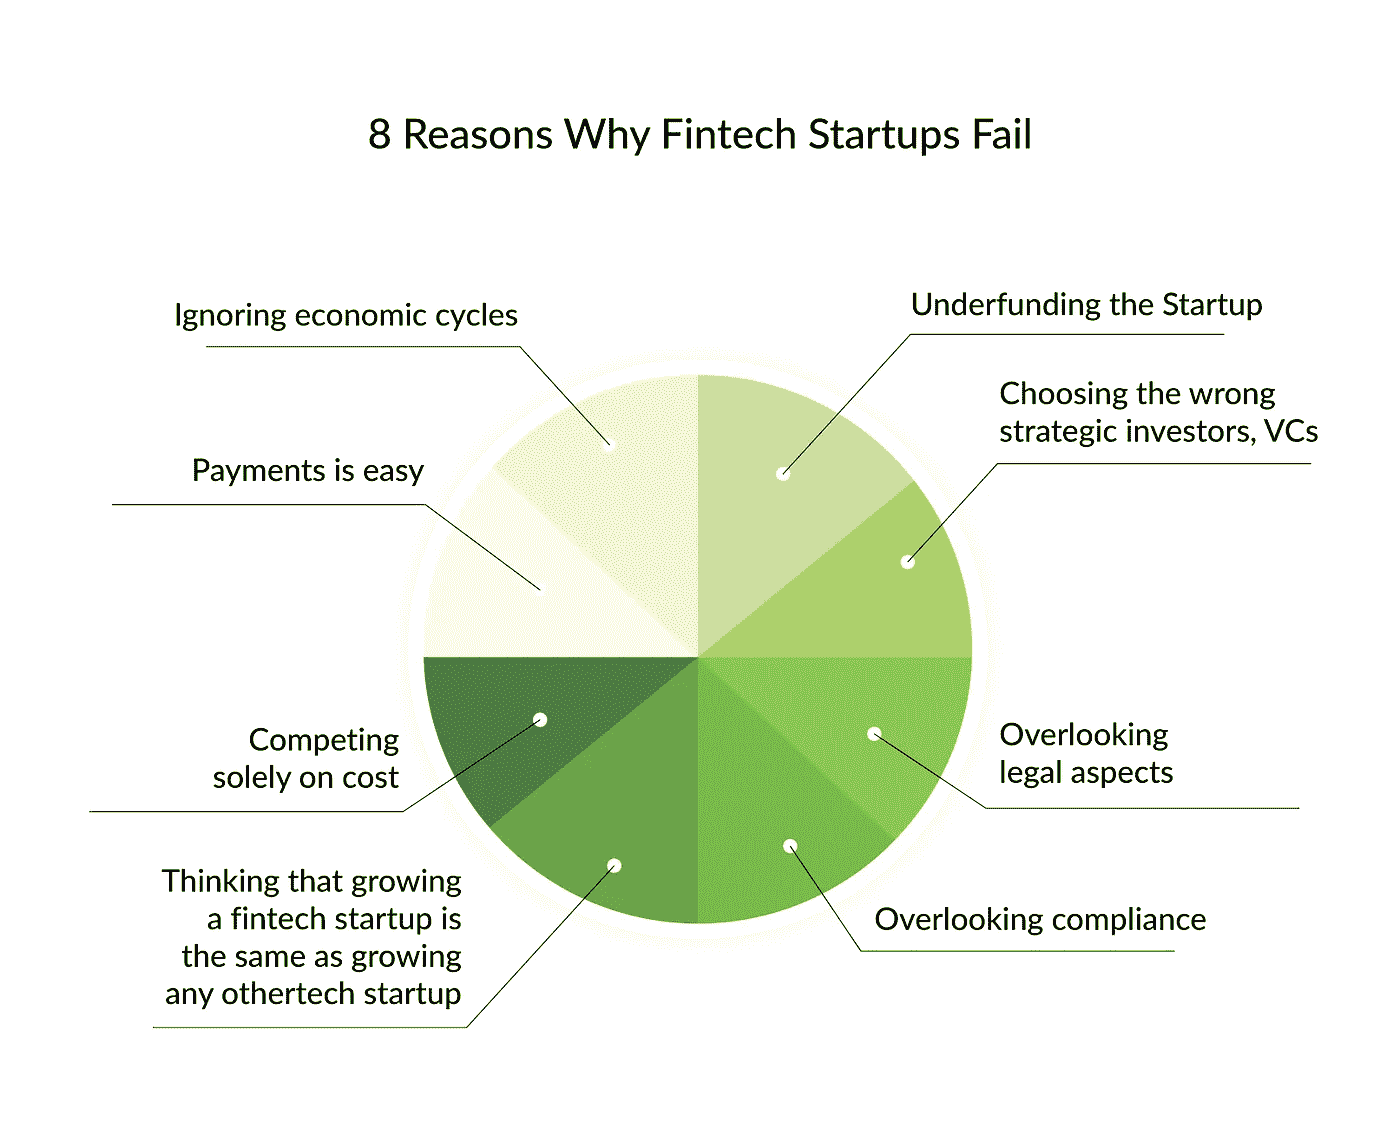 8 Reasons Why Fintech Startups Fail
Underfunding the Startup
Choosing the wrong
strategic investors, VCs
Overlooking
legal aspects
Overlooking compliance
Thinking that growing
a fintech startup is
the same as growing
any othertech startup
Competing
solely on cost
Payments is easy
Ignoring economic cycles